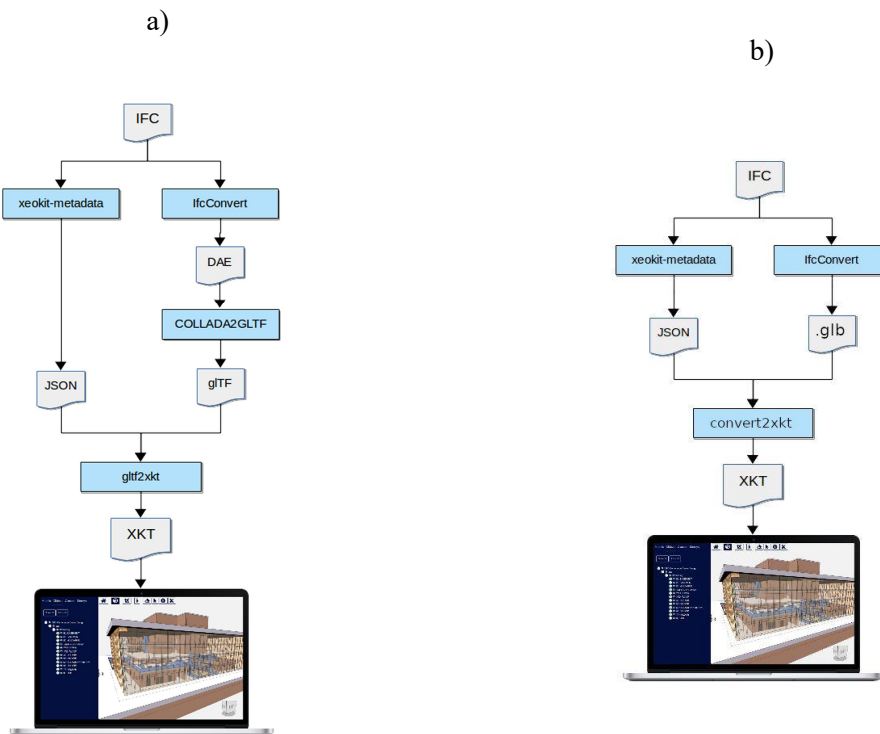 a)
IFC
xeokit-metadata
IfcConvert
DAE
COLLADA2GLTF
JSON
glTF
gltf2xkt
XKT
b)
IFC
xeokit-metadata
IfcConvert
JSON
.glb
convert2xkt
XKT